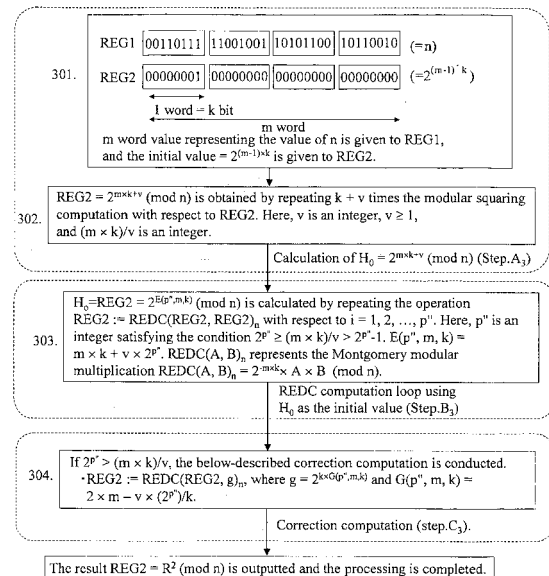 301.
REG1 00110111 11001001 10101100 10110010 (=n)
REG2 00000001 00000000 00000000 00000000 (=2^(m-1)˙k)
1 word = k bit
m word
m word value representing the value of n is given to REG1,
and the initial value = 2^(m-1)×k is given to REG2.
302.
REG2 = 2^m×k+v (mod n) is obtained by repeating k + v times the modular squaring
computation with respect to REG2. Here, v is an integer, v ≥ 1,
and (m × k)/v is an integer.
Calculation of H₀ = 2^m×k+v (mod n) (Step.A₃)
303.
H₀=REG2 = 2^E(p",m,k) (mod n) is calculated by repeating the operation
REG2 := REDC(REG2, REG2)ₙ with respect to i = 1, 2, ..., p". Here, p" is an
integer satisfying the condition 2^p" ≥ (m × k)/v > 2^p"-1. E(p", m, k) =
m × k + v × 2^p". REDC(A, B)ₙ represents the Montgomery modular
multiplication REDC(A, B)ₙ = 2^-m×k × A × B (mod n).
REDC computation loop using
H₀ as the initial value (Step.B₃)
304.
If 2^p" > (m × k)/v, the below-described correction computation is conducted.
・REG2 := REDC(REG2, g)ₙ, where g = 2^k×G(p",m,k) and G(p", m, k) =
2 × m − v × (2^p")/k.
Correction computation (step.C₃).
The result REG2 = R² (mod n) is outputted and the processing is completed.